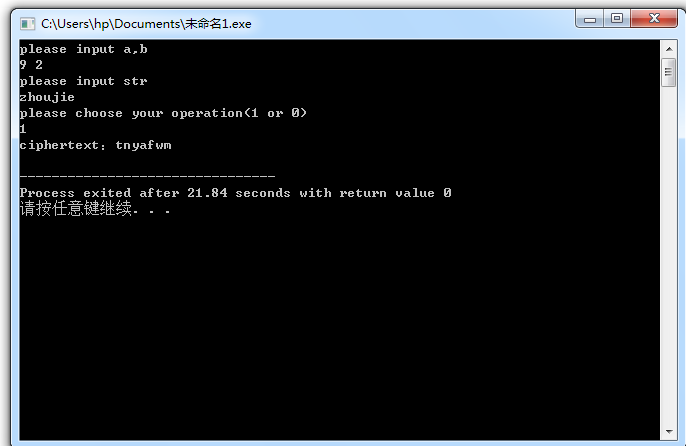 C:\Users\hp\Documents\未命名1.exe
please input a,b
9 2
please input str
zhoujie
please choose your operation(1 or 0)
1
ciphertext：tnyafwm
--------------------------------
Process exited after 21.84 seconds with return value 0
请按任意键继续. . .